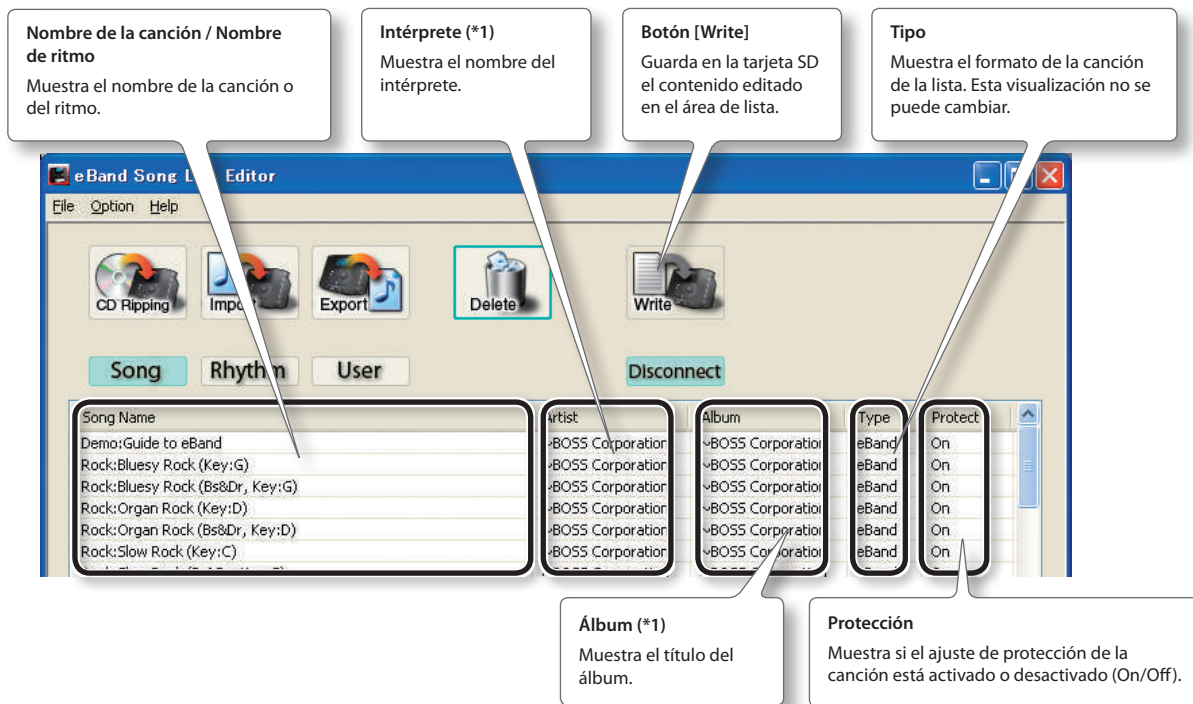 Nombre de la canción / Nombre
de ritmo
Muestra el nombre de la canción o
del ritmo.
Intérprete (*1)
Muestra el nombre del
intérprete.
Botón [Write]
Guarda en la tarjeta SD
el contenido editado
en el área de lista.
Tipo
Muestra el formato de la canción
de la lista. Esta visualización no se
puede cambiar.
eBand Song Editor
File Option Help
CD Ripping Export Delete Write
Song Rhythm User Disconnect
Song Name Artist Album Type Protect
Demo:Guide to eBand ~BOSS Corporation ~BOSS Corporation eBand On
Rock:Bluesy Rock (Key:G) ~BOSS Corporation ~BOSS Corporation eBand On
Rock:Bluesy Rock (Bs&Dr, Key:G) ~BOSS Corporation ~BOSS Corporation eBand On
Rock:Organ Rock (Key:D) ~BOSS Corporation ~BOSS Corporation eBand On
Rock:Organ Rock (Bs&Dr, Key:D) ~BOSS Corporation ~BOSS Corporation eBand On
Rock:Slow Rock (Key:C) ~BOSS Corporation ~BOSS Corporation eBand On
Álbum (*1)
Muestra el título del
álbum.
Protección
Muestra si el ajuste de protección de la
canción está activado o desactivado (On/Off).